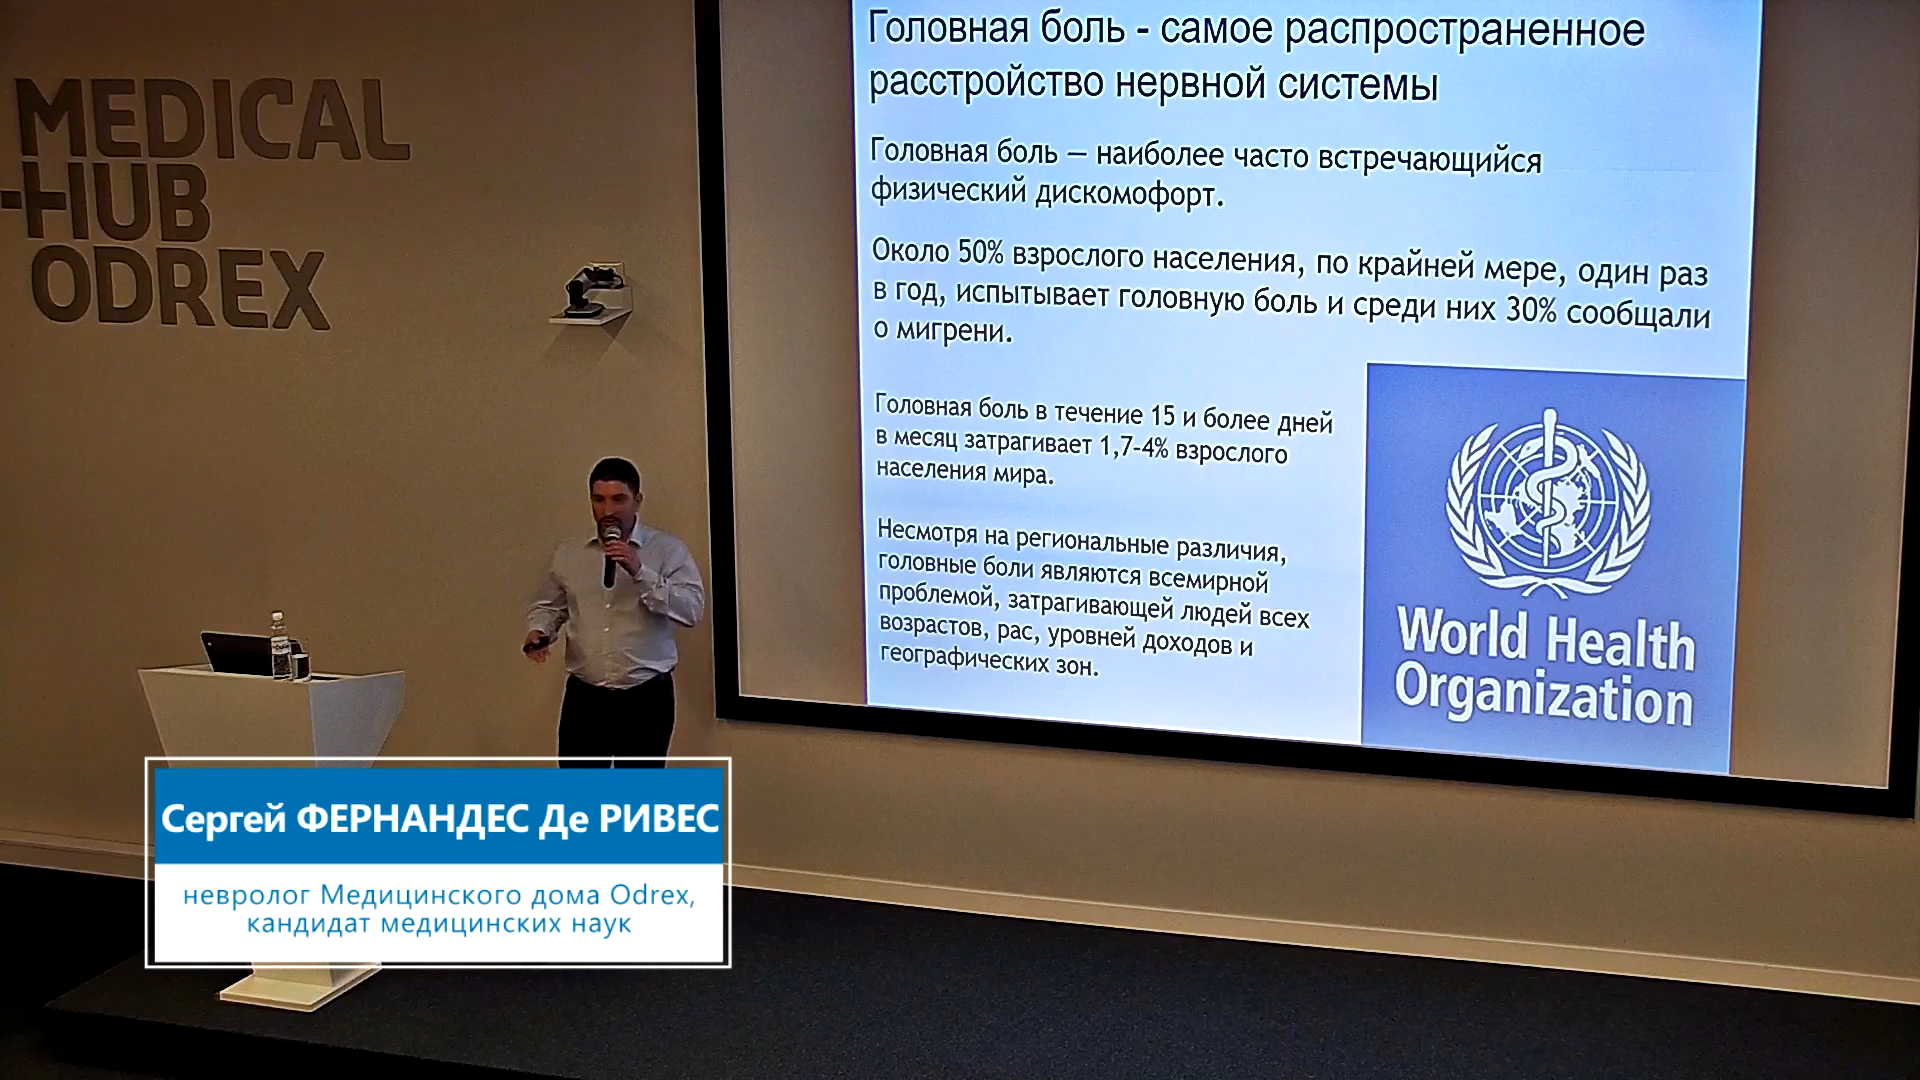 MEDICAL
HUB
ODREX
Головная боль - самое распространенное
расстройство нервной системы
Головная боль – наиболее часто встречающийся
физический дискомофорт.
Около 50% взрослого населения, по крайней мере, один раз
в год, испытывает головную боль и среди них 30% сообщали
о мигрени.
Головная боль в течение 15 и более дней
в месяц затрагивает 1,7-4% взрослого
населения мира.
Несмотря на региональные различия,
головные боли являются всемирной
проблемой, затрагивающей людей всех
возрастов, рас, уровней доходов и
географических зон.
World Health
Organization
Сергей ФЕРНАНДЕС Де РИВЕС
невролог Медицинского дома Odrex,
кандидат медицинских наук